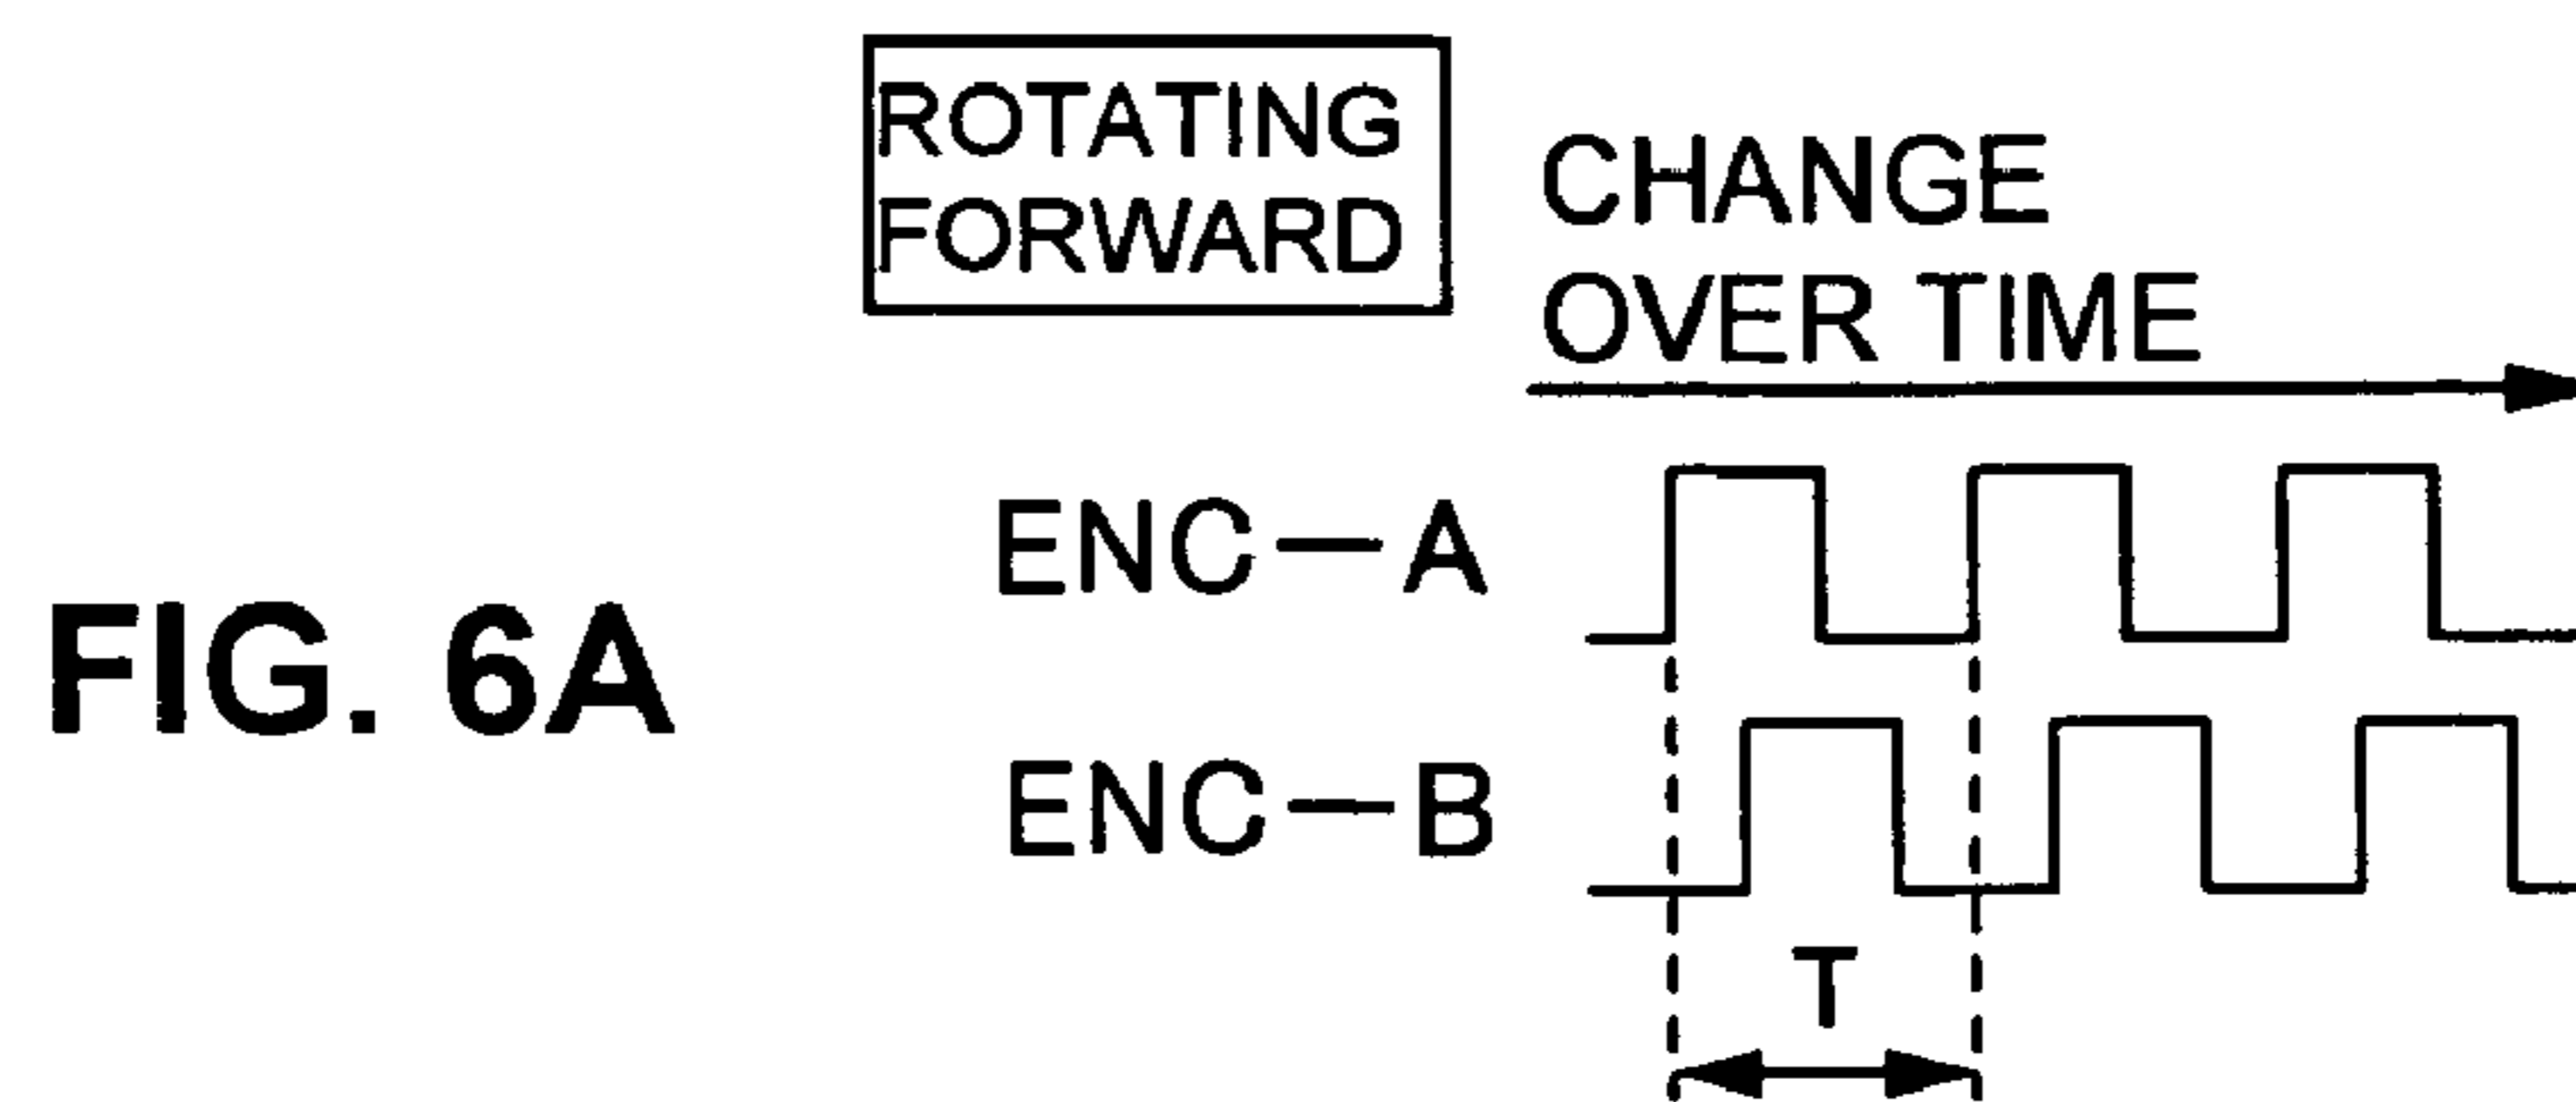 ROTATING
FORWARD
CHANGE
OVER TIME
ENC—A
FIG. 6A
ENC—B
T